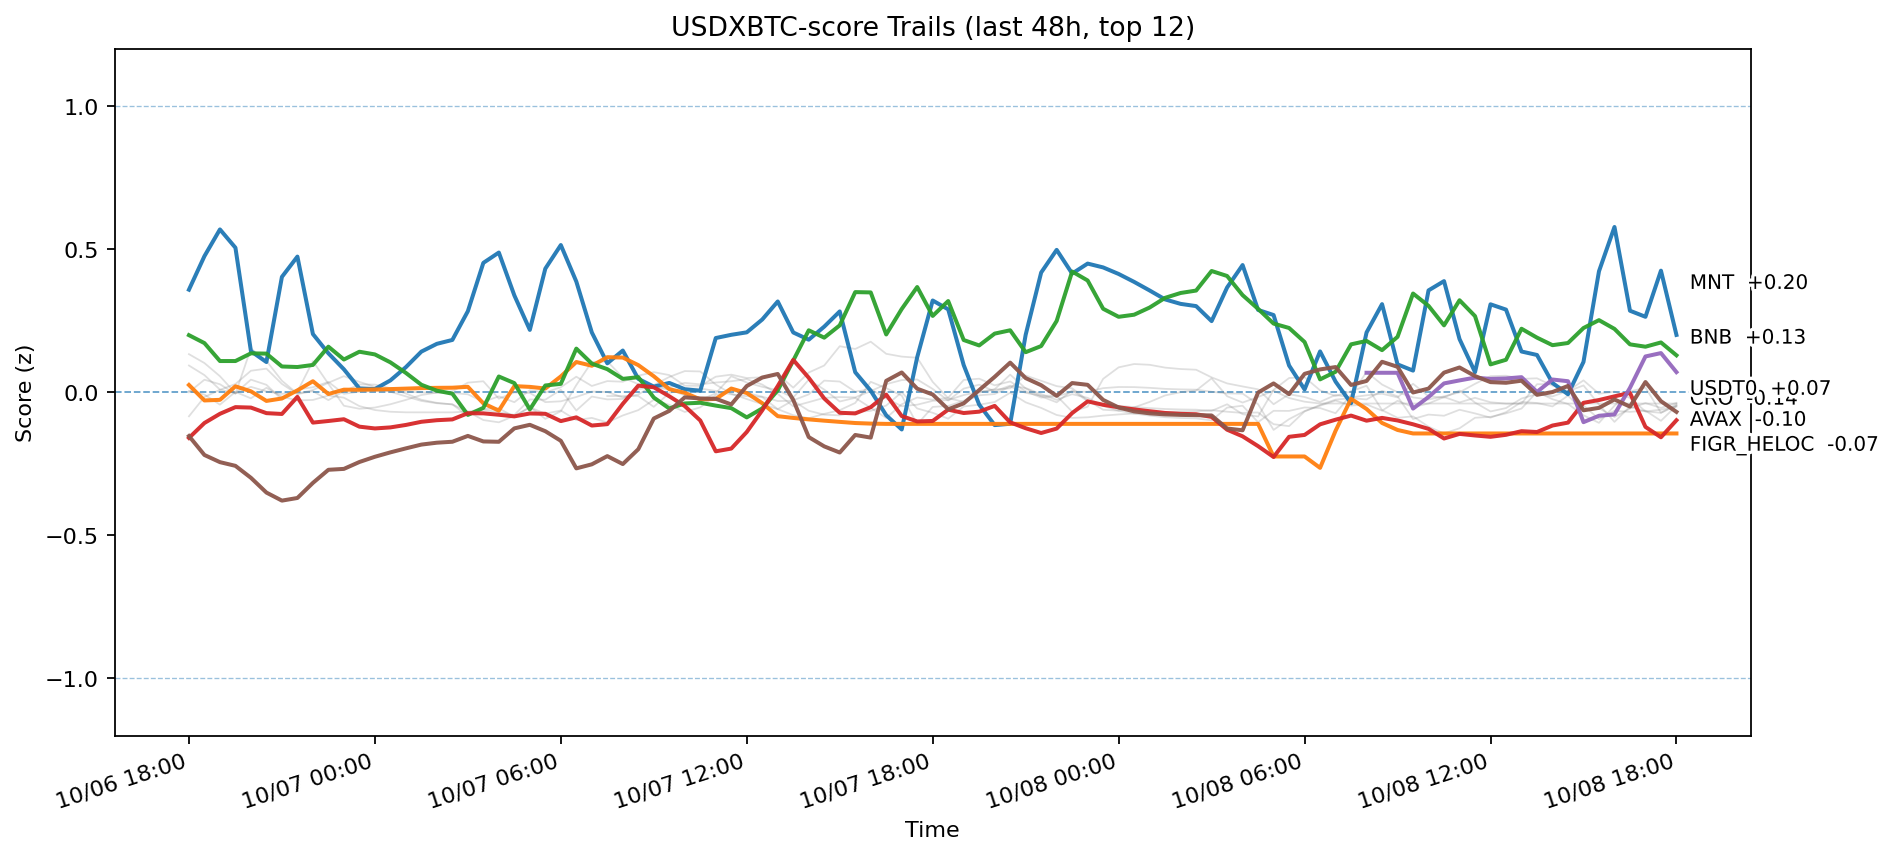 USDXBTC-score Trails (last 48h, top 12)
Score (z)
1.0
0.5
0.0
−0.5
−1.0
MNT +0.20
BNB +0.13
USDT0 +0.07
CRO -0.14
AVAX -0.10
FIGR_HELOC -0.07
10/06 18:00
10/07 00:00
10/07 06:00
10/07 12:00
10/07 18:00
10/08 00:00
10/08 06:00
10/08 12:00
10/08 18:00
Time